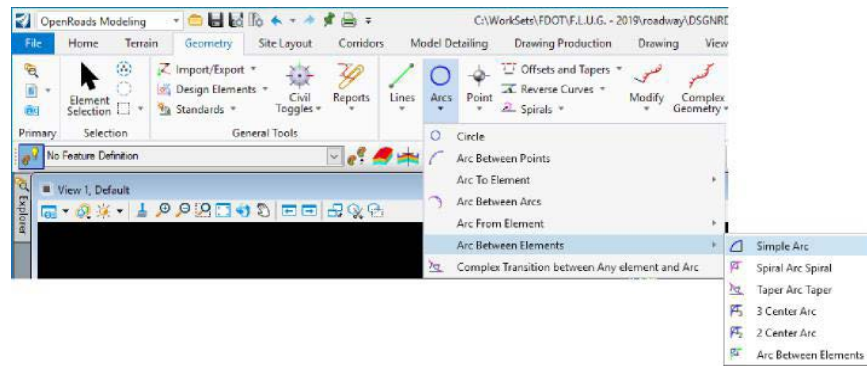 OpenRoads Modeling C:\WorkSets\FDOT\F.L.U.G. - 2019\roadway\DSGNRD
File Home Terrain Geometry Site Layout Corridors Model Detailing Drawing Production Drawing View
Element Selection
Import/Export
Design Elements
Standards
Civil Toggles
Reports
Lines
Arcs
Point
Offsets and Tapers
Reverse Curves
Spirals
Modify
Complex Geometry
Primary Selection General Tools
No Feature Definition
Explorer
View 1, Default
Circle
Arc Between Points
Arc To Element
Arc Between Arcs
Arc From Element
Arc Between Elements
Complex Transition between Any element and Arc
Simple Arc
Spiral Arc Spiral
Taper Arc Taper
3 Center Arc
2 Center Arc
Arc Between Elements